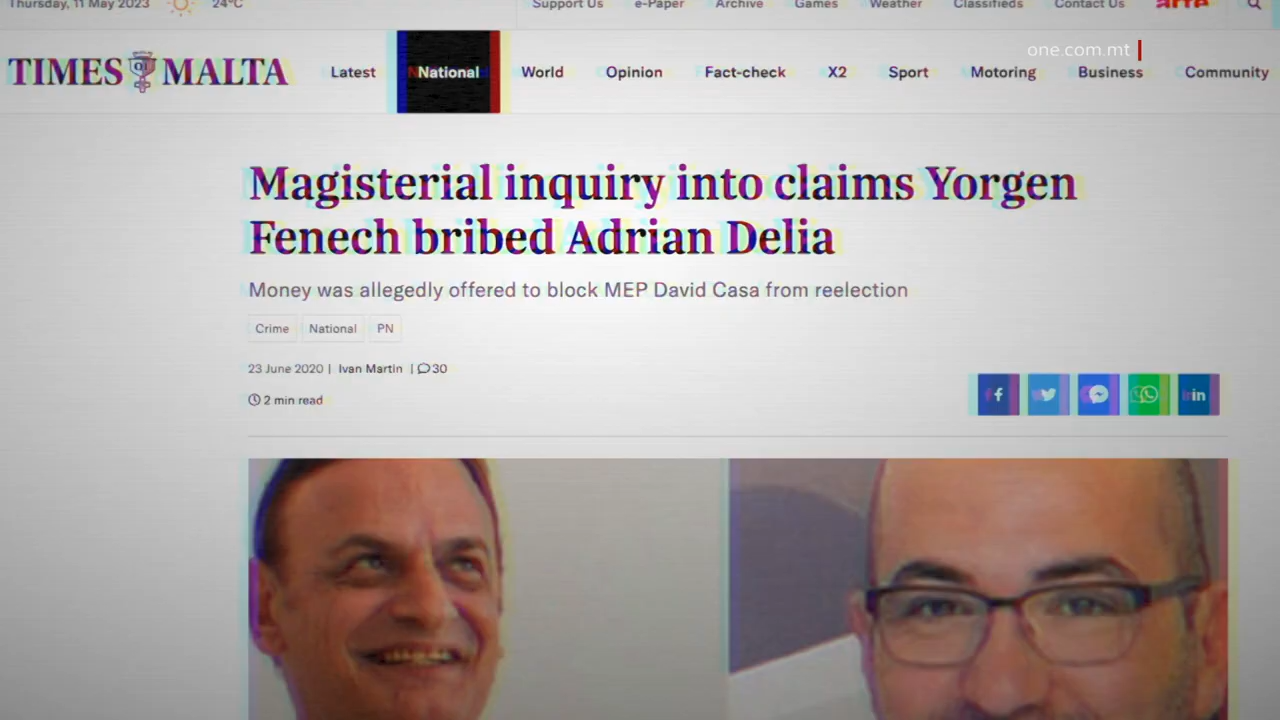 Thursday, 11 May 2023 24°C Support Us e-Paper Archive Games Weather Classifieds Contact Us arte
one.com.mt
TIMES MALTA Latest National World Opinion Fact-check X2 Sport Motoring Business Community
Magisterial inquiry into claims Yorgen
Fenech bribed Adrian Delia
Money was allegedly offered to block MEP David Casa from reelection
Crime National PN
23 June 2020 | Ivan Martin | 30
2 min read